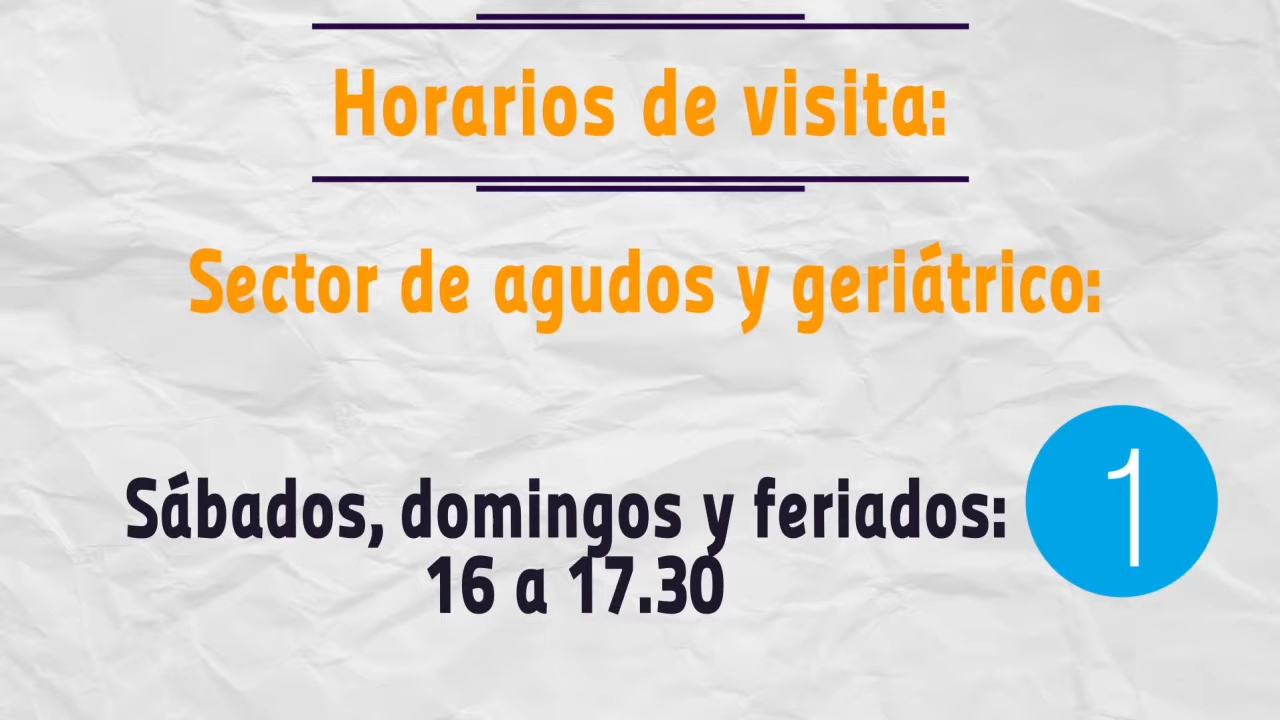 Horarios de visita:
Sector de agudos y geriátrico:
Sábados, domingos y feriados:
16 a 17.30
1